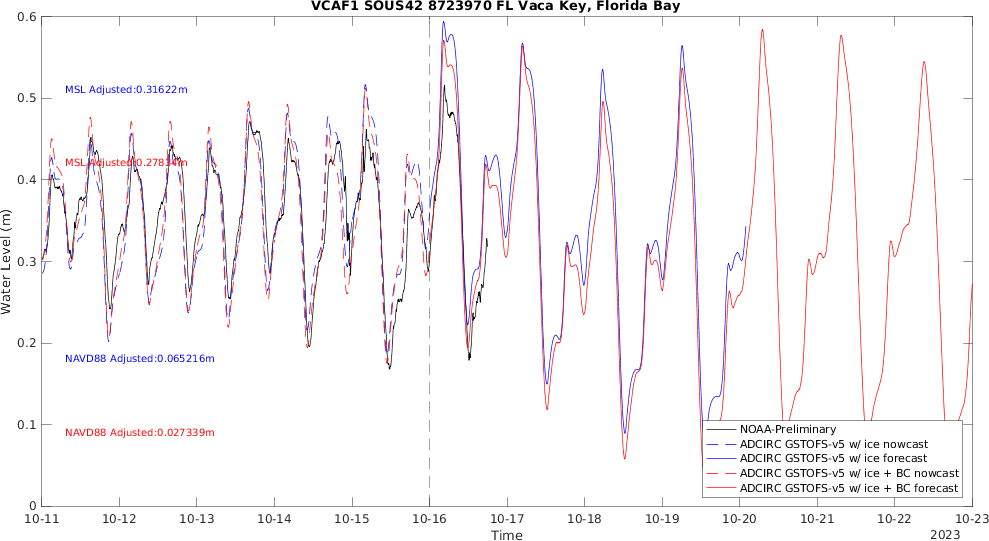 VCAF1 SOUS42 8723970 FL Vaca Key, Florida Bay
0.6
0.5
0.4
0.3
0.2
0.1
0
Water Level (m)
MSL Adjusted:0.31622m
NAVD88 Adjusted:0.065216m
NAVD88 Adjusted:0.027339m
NOAA-Preliminary
ADCIRC GSTOFS-v5 w/ ice nowcast
ADCIRC GSTOFS-v5 w/ ice forecast
ADCIRC GSTOFS-v5 w/ ice + BC nowcast
ADCIRC GSTOFS-v5 w/ ice + BC forecast
10-11
10-12
10-13
10-14
10-15
10-16
10-17
10-18
10-19
10-20
10-21
10-22
10-23
Time
2023